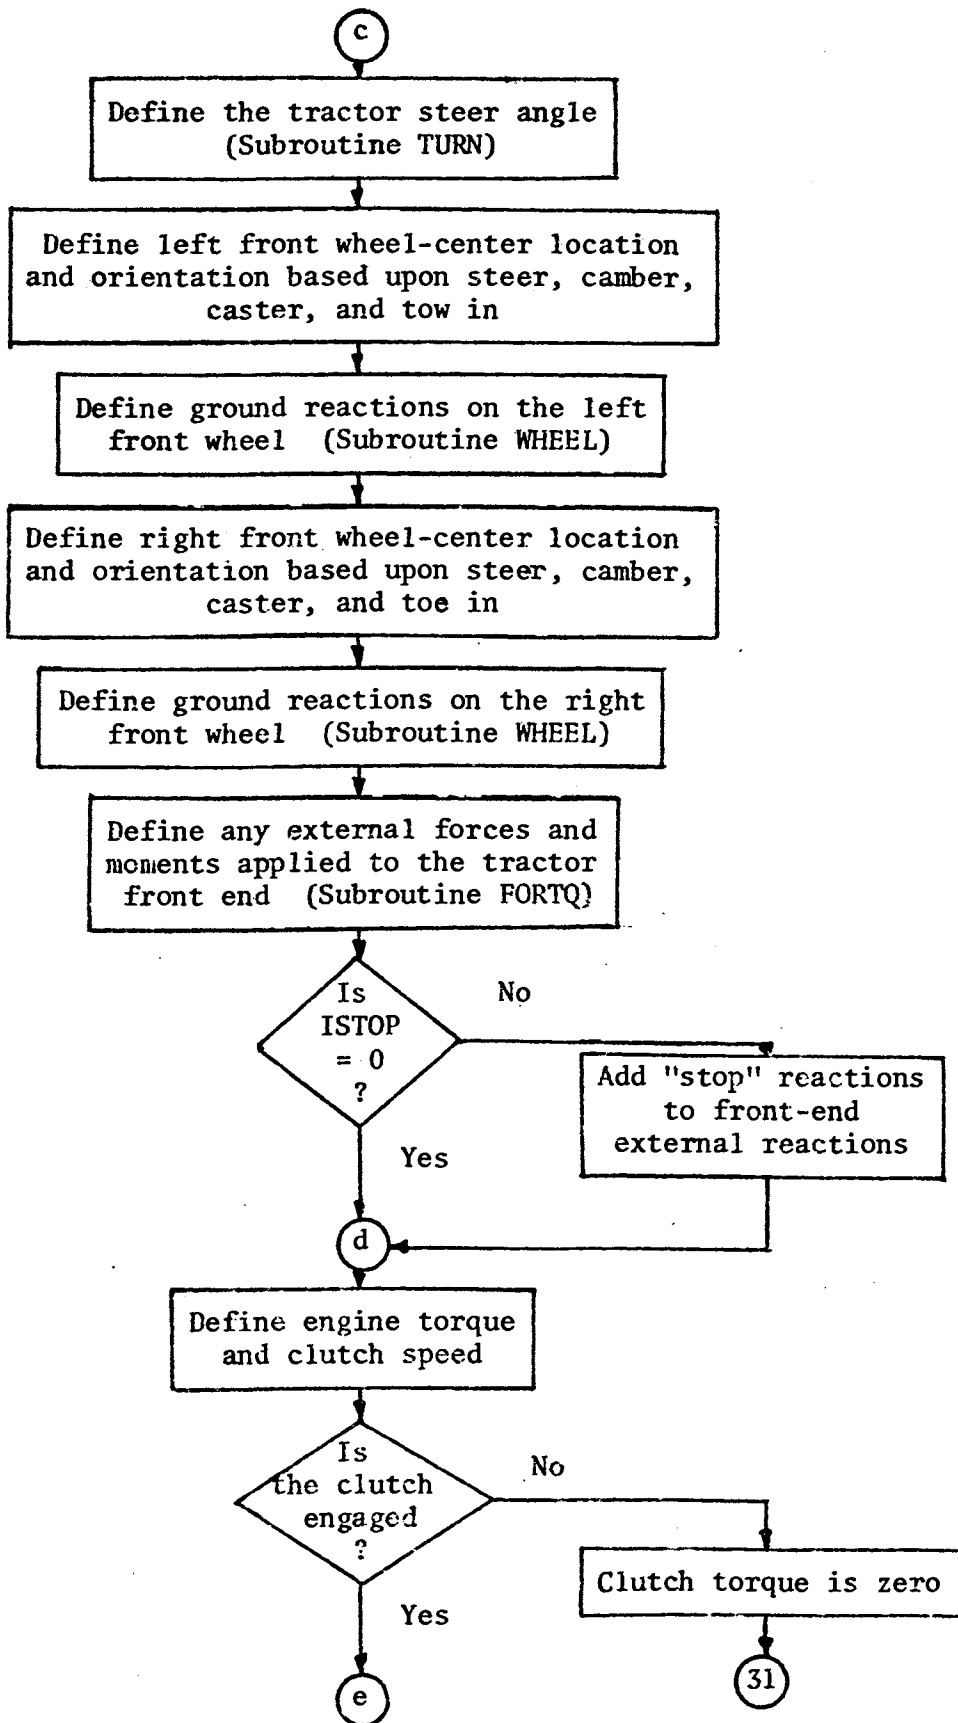 c
Define the tractor steer angle
(Subroutine TURN)
Define left front wheel-center location
and orientation based upon steer, camber,
caster, and tow in
Define ground reactions on the left
front wheel (Subroutine WHEEL)
Define right front wheel-center location
and orientation based upon steer, camber,
caster, and toe in
Define ground reactions on the right
front wheel (Subroutine WHEEL)
Define any external forces and
moments applied to the tractor
front end (Subroutine FORTQ)
Is
ISTOP
= 0
?
No
Add "stop" reactions
to front-end
external reactions
Yes
d
Define engine torque
and clutch speed
Is
the clutch
engaged
?
No
Clutch torque is zero
Yes
31
e